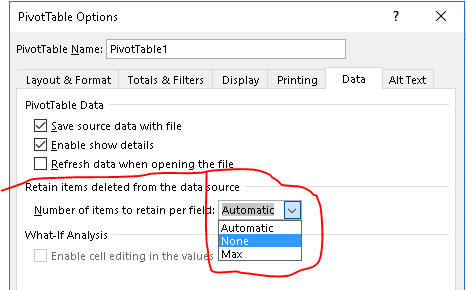 PivotTable Options
PivotTable Name: PivotTable1
Layout & Format Totals & Filters Display Printing Data Alt Text
PivotTable Data
Save source data with file
Enable show details
Refresh data when opening the file
Retain items deleted from the data source
Number of items to retain per field: Automatic
Automatic
None
Max
What-If Analysis
Enable cell editing in the values